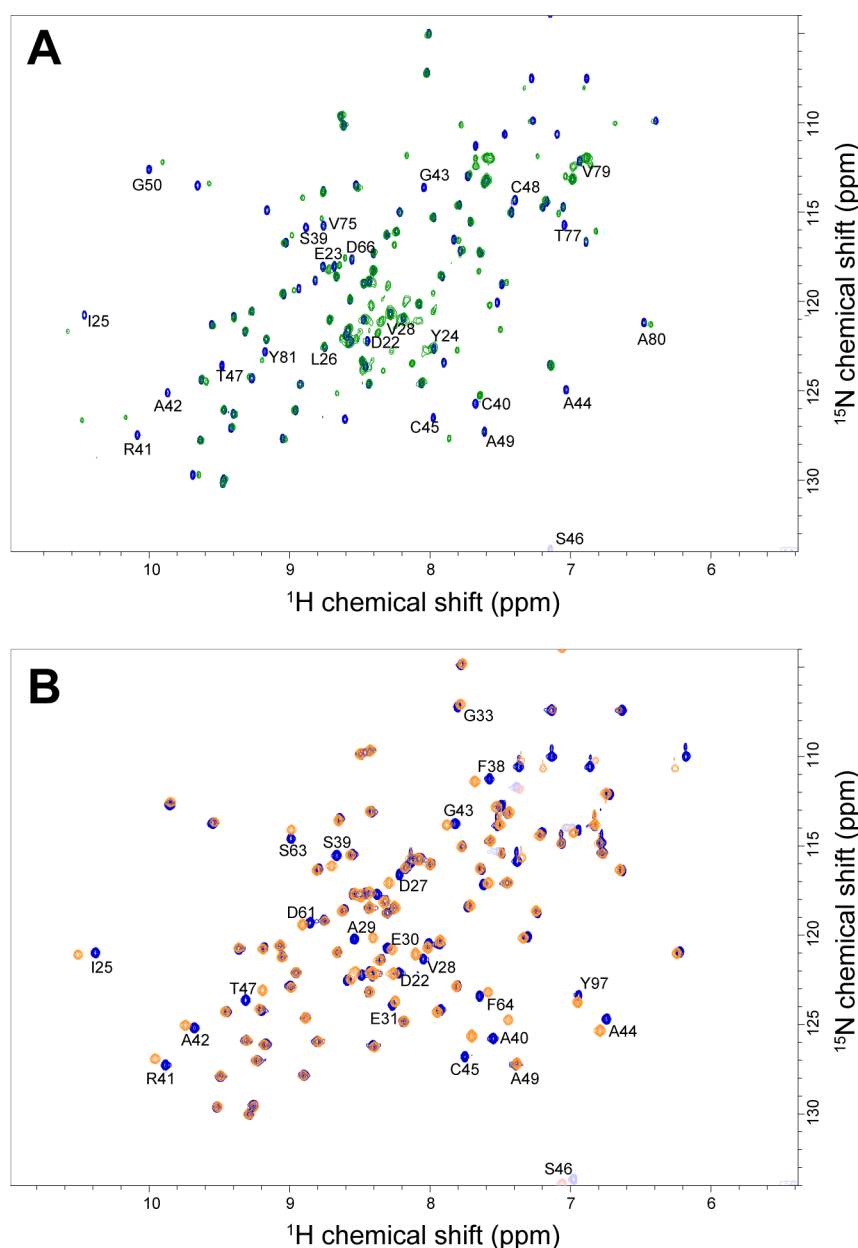 A
110
G50
G43
C48
V79
115
V75
S39
D66
E23
T77
I25
120
V28
D22
Y24
A80
Y81
L26
T47
A42
C40
A44
125
C45
R41
A49
130
S46
10
9
8
7
6
¹H chemical shift (ppm)
¹⁵N chemical shift (ppm)
B
G33
110
F38
G43
S63
S39
115
D27
D61
A29
E30
120
I25
V28
D22
T47
F64
Y97
E31
A42
A40
A44
125
C45
R41
A49
130
S46
10
9
8
7
6
¹H chemical shift (ppm)
¹⁵N chemical shift (ppm)